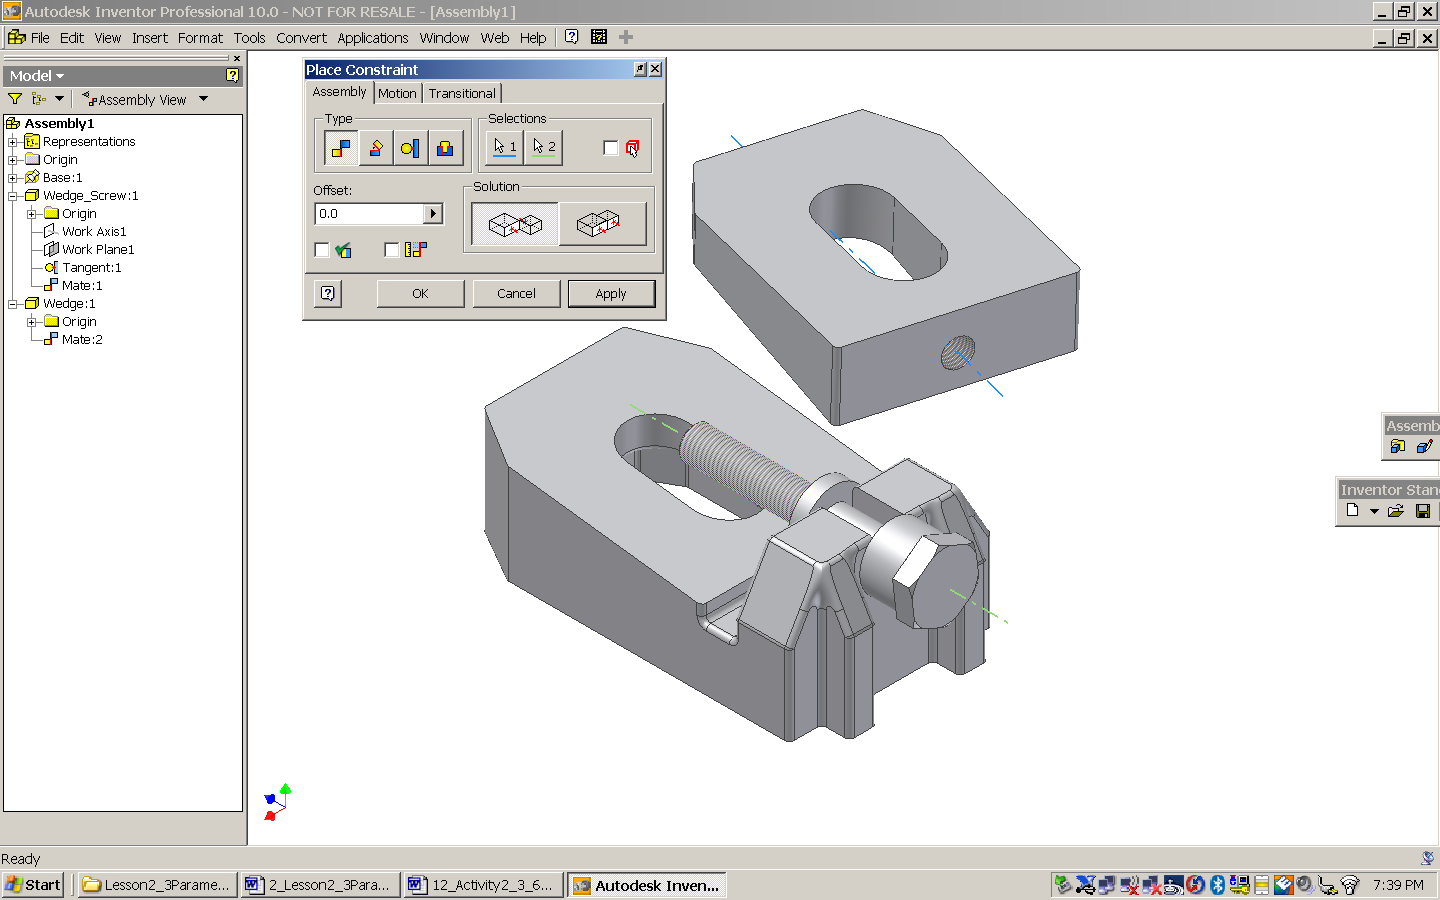 Autodesk Inventor Professional 10.0 - NOT FOR RESALE - [Assembly1]
File Edit View Insert Format Tools Convert Applications Window Web Help
Model
Assembly View
Assembly1
Representations
Origin
Base:1
Wedge_Screw:1
Origin
Work Axis1
Work Plane1
Tangent:1
Mate:1
Wedge:1
Origin
Mate:2
Place Constraint
Assembly Motion Transitional
Type
Selections
1 2
Offset:
0.0
Solution
OK Cancel Apply
Assemb
Inventor Stan
Ready
Start Lesson2_3Parame... 2_Lesson2_3Para... 12_Activity2_3_6... Autodesk Inven... 7:39 PM